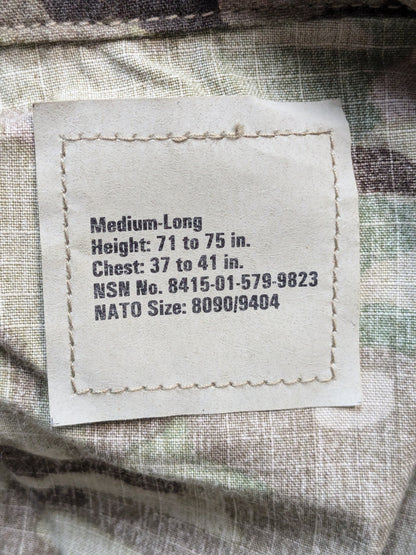 Medium-Long
Height: 71 to 75 in.
Chest: 37 to 41 in.
NSN No. 8415-01-579-9823
NATO Size: 8090/9404